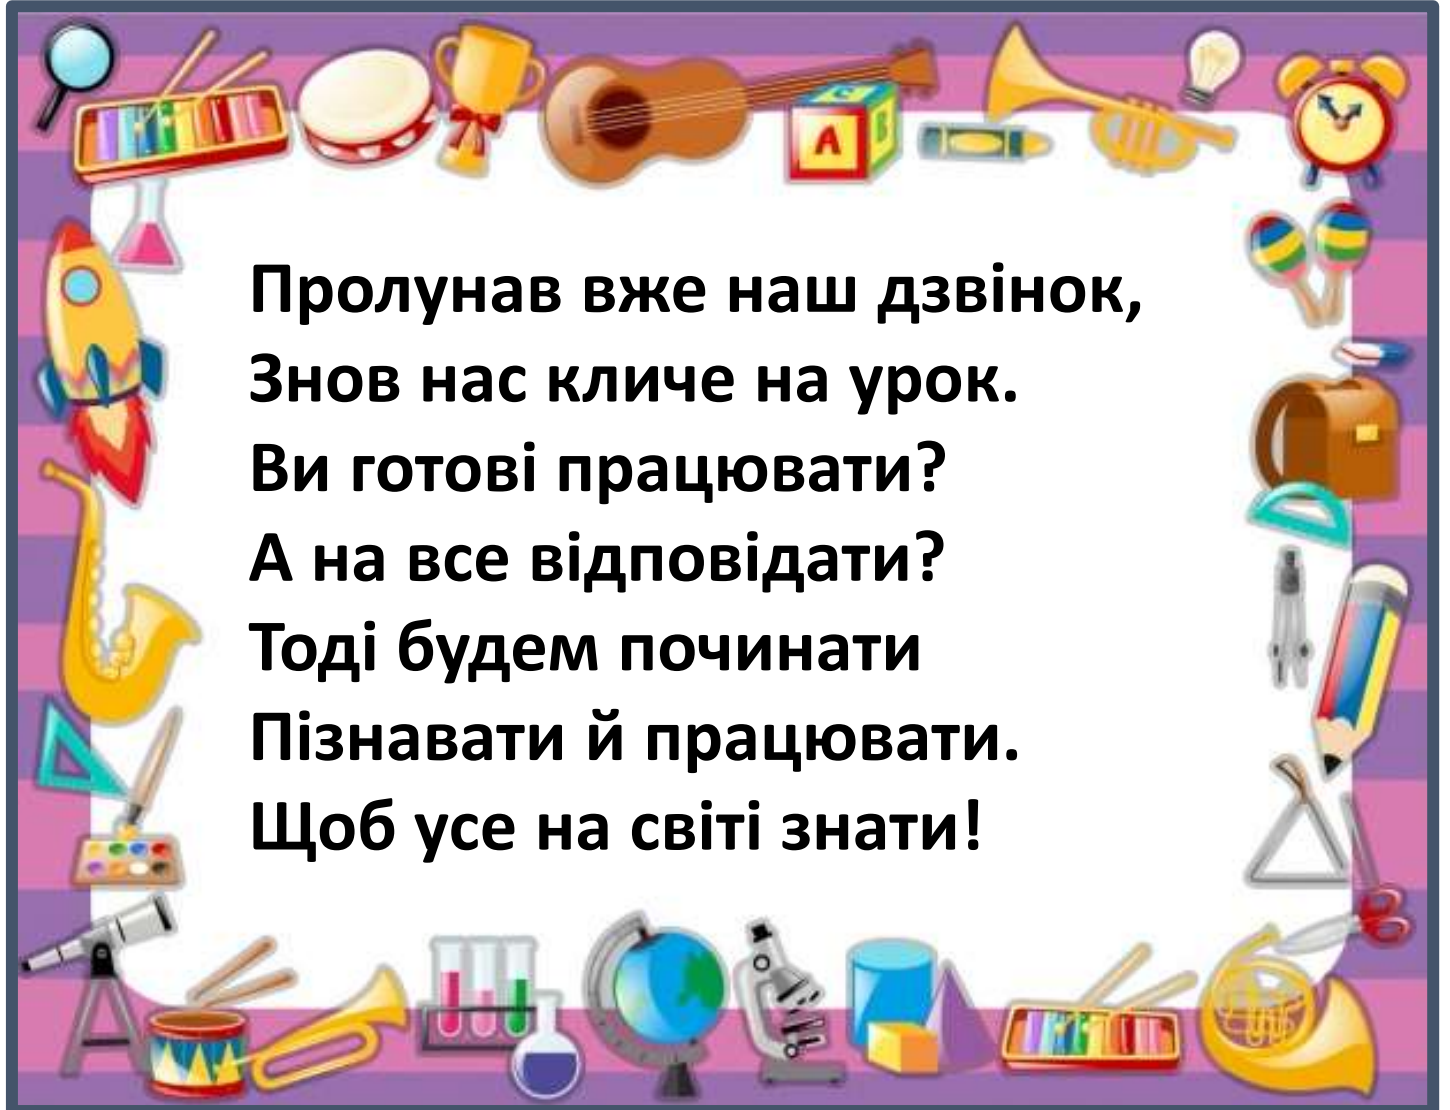 Пролунав вже наш дзвінок,
Знов нас кличе на урок.
Ви готові працювати?
А на все відповідати?
Тоді будем починати
Пізнавати й працювати.
Щоб усе на світі знати!
A
B
C